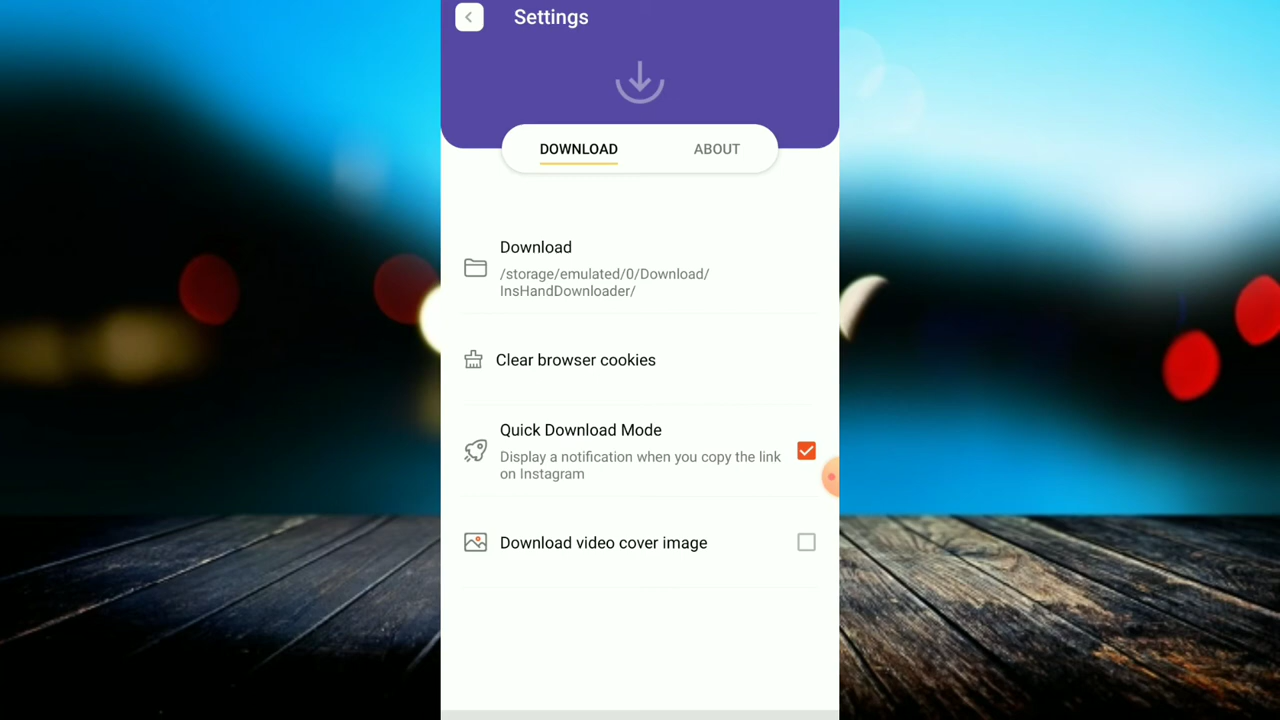 Settings
DOWNLOAD
ABOUT
Download
/storage/emulated/0/Download/
InsHandDownloader/
Clear browser cookies
Quick Download Mode
Display a notification when you copy the link
on Instagram
Download video cover image